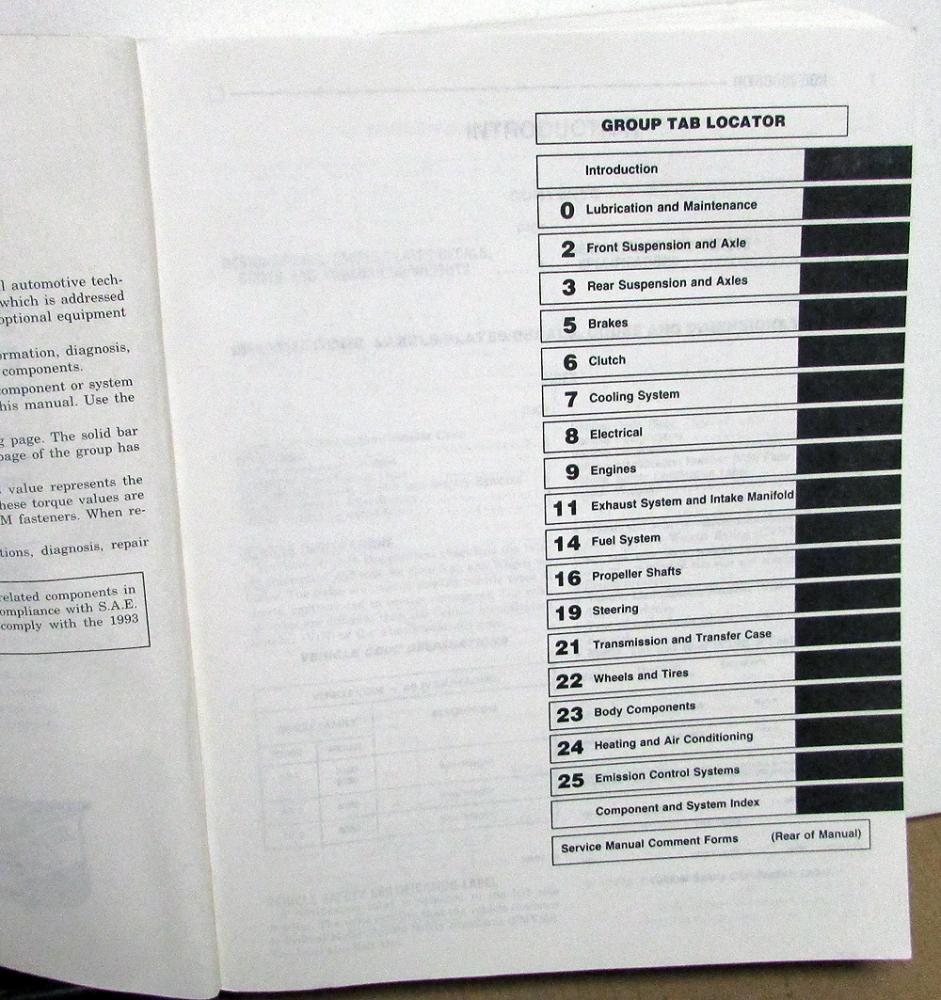 l automotive tech-
which is addressed
optional equipment
ormation, diagnosis,
components.
omponent or system
his manual. Use the
g page. The solid bar
page of the group has
value represents the
hese torque values are
M fasteners. When re-
tions, diagnosis, repair
related components in
ompliance with S.A.E.
comply with the 1993
GROUP TAB LOCATOR
Introduction
0 Lubrication and Maintenance
2 Front Suspension and Axle
3 Rear Suspension and Axles
5 Brakes
6 Clutch
7 Cooling System
8 Electrical
9 Engines
11 Exhaust System and Intake Manifold
14 Fuel System
16 Propeller Shafts
19 Steering
21 Transmission and Transfer Case
22 Wheels and Tires
23 Body Components
24 Heating and Air Conditioning
25 Emission Control Systems
Component and System Index
Service Manual Comment Forms (Rear of Manual)